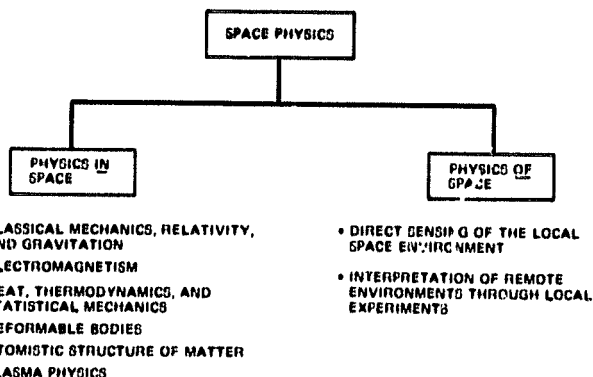 SPACE PHYSICS
PHYSICS IN
SPACE
LASSICAL MECHANICS, RELATIVITY,
ND GRAVITATION
LECTROMAGNETISM
EAT, THERMODYNAMICS, AND
TATISTICAL MECHANICS
EFORMABLE BODIES
TOMISTIC STRUCTURE OF MATTER
LASMA PHYSICS
PHYSICS OF
SPACE
• DIRECT SENSING OF THE LOCAL
SPACE ENVIRONMENT
• INTERPRETATION OF REMOTE
ENVIRONMENTS THROUGH LOCAL
EXPERIMENTS